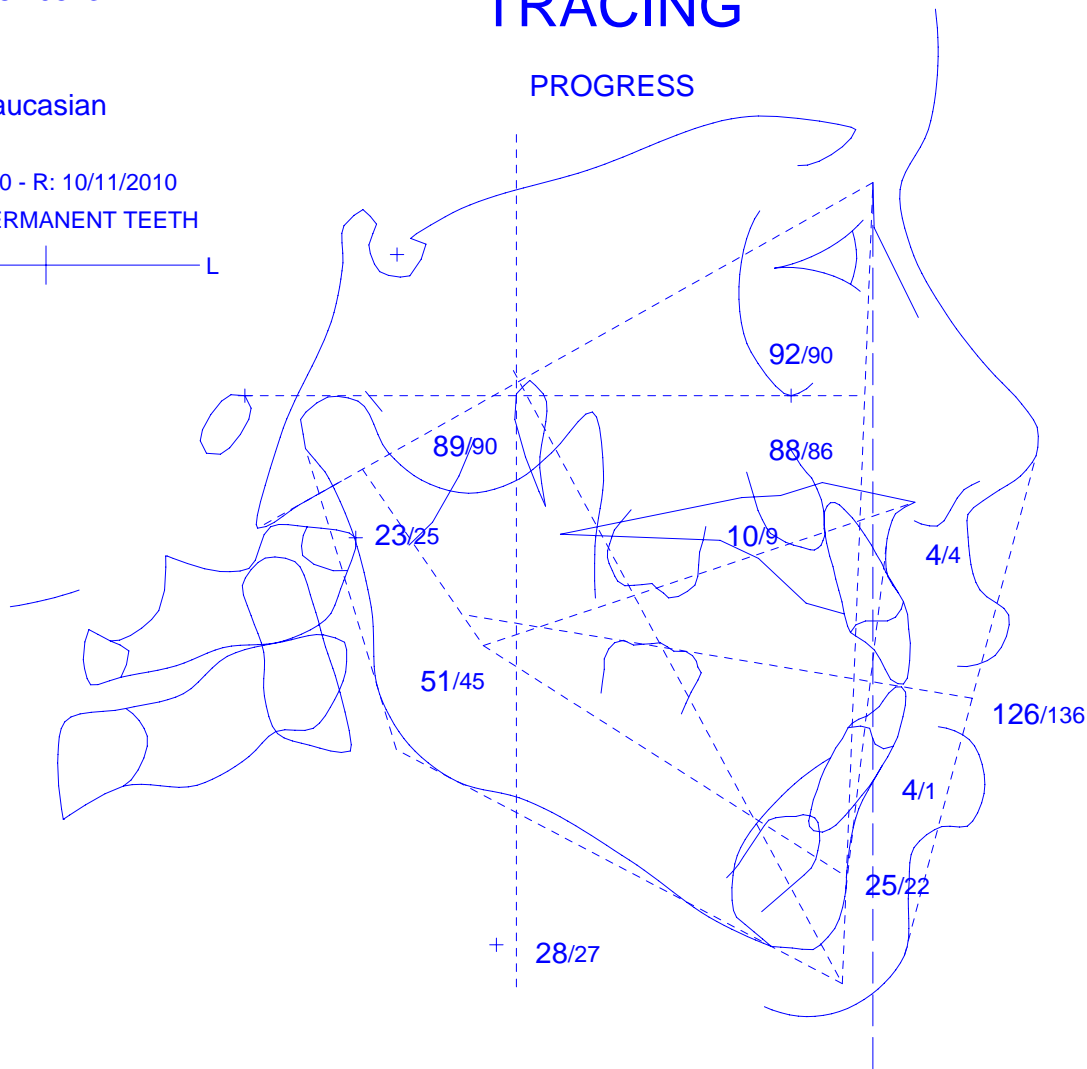 TRACING
PROGRESS
aucasian
0 - R: 10/11/2010
ERMANENT TEETH
L
92/90
89/90
88/86
23/25
10/9
4/4
51/45
126/136
4/1
25/22
28/27